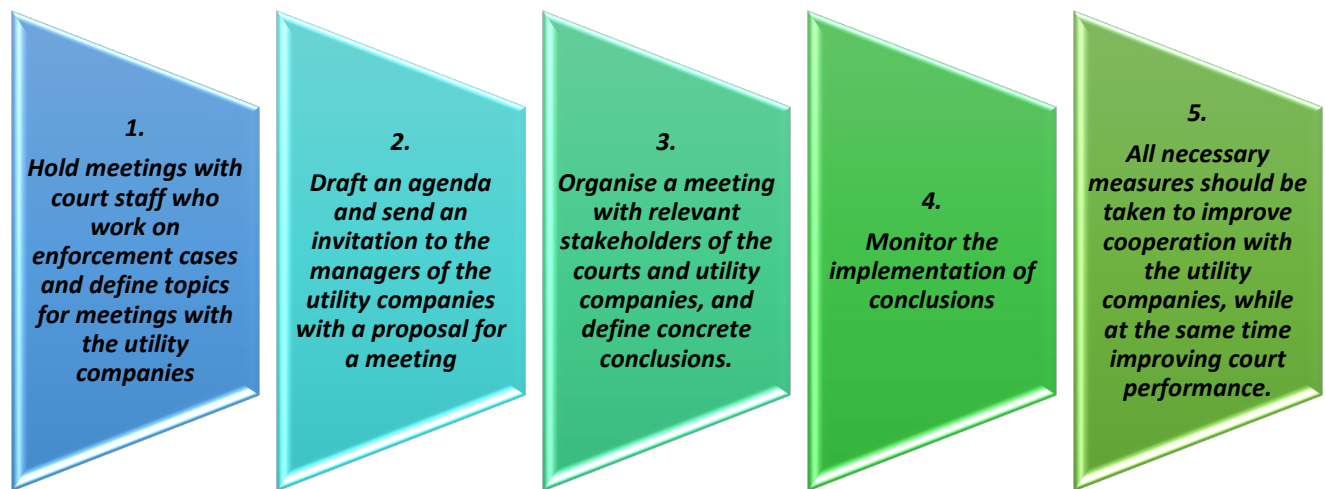 1.
Hold meetings with
court staff who
work on
enforcement cases
and define topics
for meetings with
the utility
companies
2.
Draft an agenda
and send an
invitation to the
managers of the
utility companies
with a proposal for
a meeting
3.
Organise a meeting
with relevant
stakeholders of the
courts and utility
companies, and
define concrete
conclusions.
4.
Monitor the
implementation of
conclusions
5.
All necessary
measures should be
taken to improve
cooperation with
the utility
companies, while
at the same time
improving court
performance.